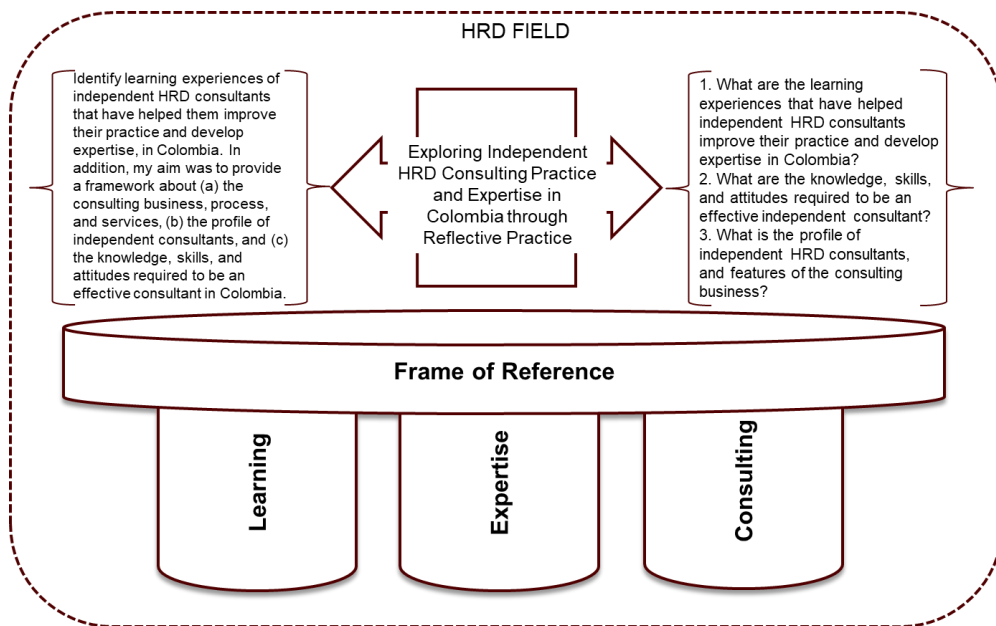 HRD FIELD
Identify learning experiences of
independent HRD consultants
that have helped them improve
their practice and develop
expertise, in Colombia. In
addition, my aim was to provide
a framework about (a) the
consulting business, process,
and services, (b) the profile of
independent consultants, and (c)
the knowledge, skills, and
attitudes required to be an
effective consultant in Colombia.
Exploring Independent
HRD Consulting Practice
and Expertise in
Colombia through
Reflective Practice
1. What are the learning
experiences that have helped
independent HRD consultants
improve their practice and develop
expertise in Colombia?
2. What are the knowledge, skills,
and attitudes required to be an
effective independent consultant?
3. What is the profile of
independent HRD consultants,
and features of the consulting
business?
Frame of Reference
Learning
Expertise
Consulting